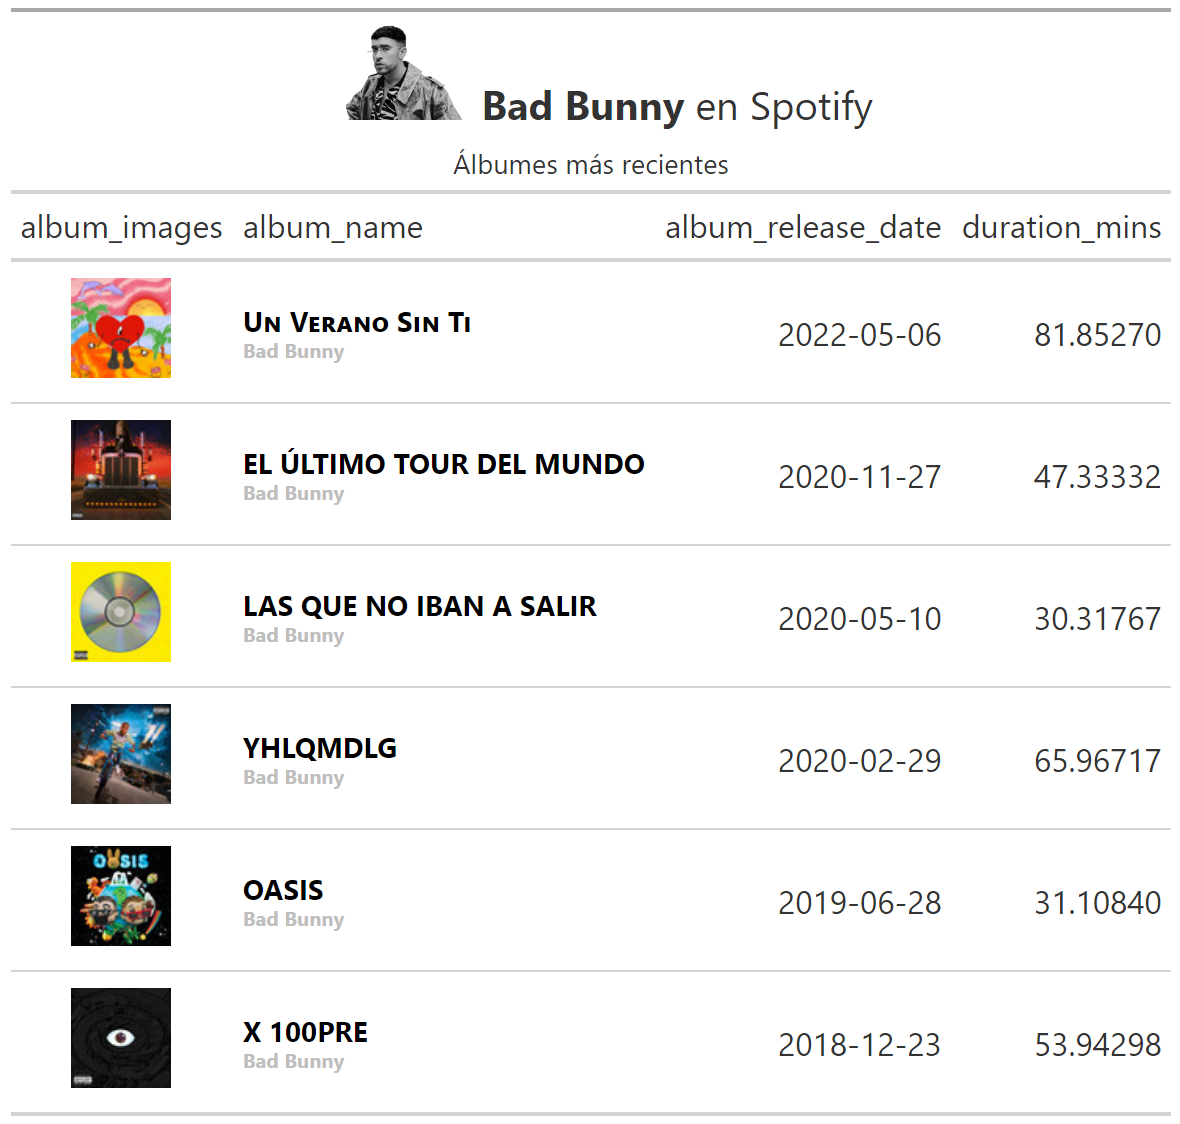 Bad Bunny en Spotify
Álbumes más recientes
album_images album_name album_release_date duration_mins
Un Verano Sin Ti 2022-05-06 81.85270
Bad Bunny
EL ÚLTIMO TOUR DEL MUNDO 2020-11-27 47.33332
Bad Bunny
LAS QUE NO IBAN A SALIR 2020-05-10 30.31767
Bad Bunny
YHLQMDLG 2020-02-29 65.96717
Bad Bunny
OASIS
OASIS 2019-06-28 31.10840
Bad Bunny
X 100PRE 2018-12-23 53.94298
Bad Bunny